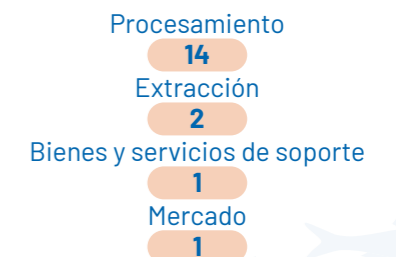 Procesamiento
14
Extracción
2
Bienes y servicios de soporte
1
Mercado
1